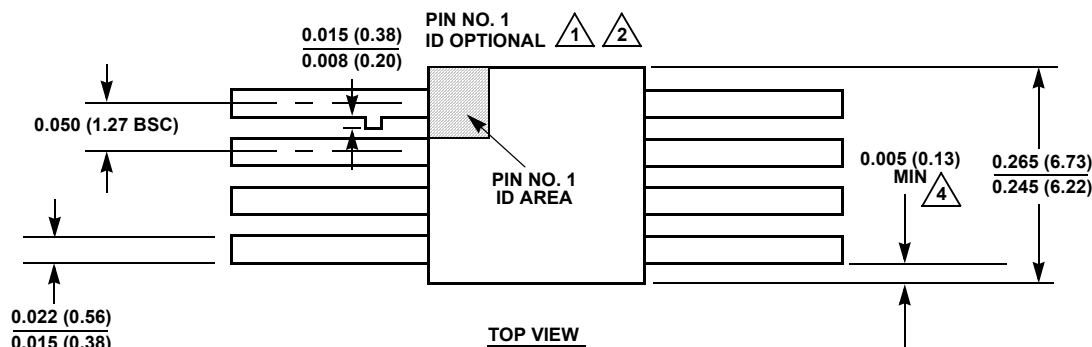 PIN NO. 1
ID OPTIONAL 1 2
0.015 (0.38)
0.008 (0.20)
0.050 (1.27 BSC)
PIN NO. 1
ID AREA
0.005 (0.13)
MIN 4
0.265 (6.73)
0.245 (6.22)
0.022 (0.56)
0.015 (0.38)
TOP VIEW